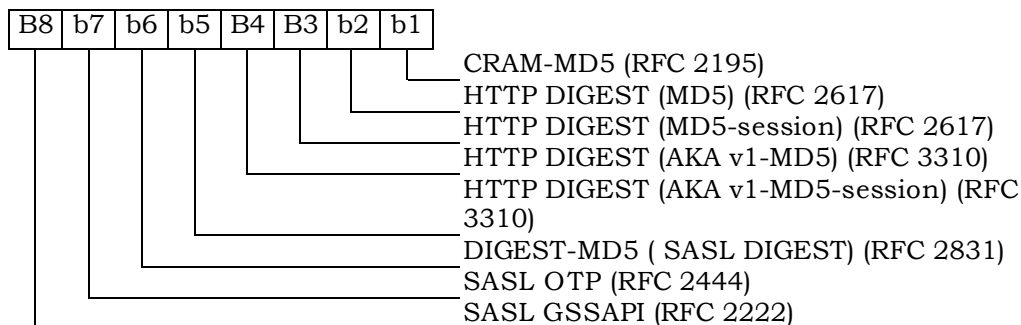 B8 b7 b6 b5 B4 B3 b2 b1
CRAM-MD5 (RFC 2195)
HTTP DIGEST (MD5) (RFC 2617)
HTTP DIGEST (MD5-session) (RFC 2617)
HTTP DIGEST (AKA v1-MD5) (RFC 3310)
HTTP DIGEST (AKA v1-MD5-session) (RFC
3310)
DIGEST-MD5 ( SASL DIGEST) (RFC 2831)
SASL OTP (RFC 2444)
SASL GSSAPI (RFC 2222)